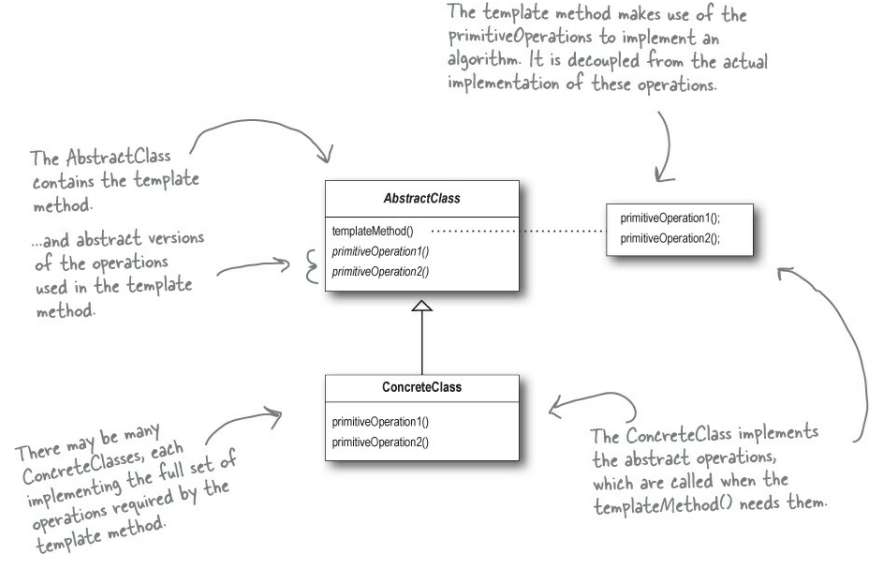 The template method makes use of the
primitiveOperations to implement an
algorithm. It is decoupled from the actual
implementation of these operations.
The AbstractClass
contains the template
method.
...and abstract versions
of the operations
used in the template
method.
AbstractClass
templateMethod()
primitiveOperation1()
primitiveOperation2()
primitiveOperation1();
primitiveOperation2();
ConcreteClass
primitiveOperation1()
primitiveOperation2()
There may be many
ConcreteClasses, each
implementing the full set of
operations required by the
template method.
The ConcreteClass implements
the abstract operations,
which are called when the
templateMethod() needs them.